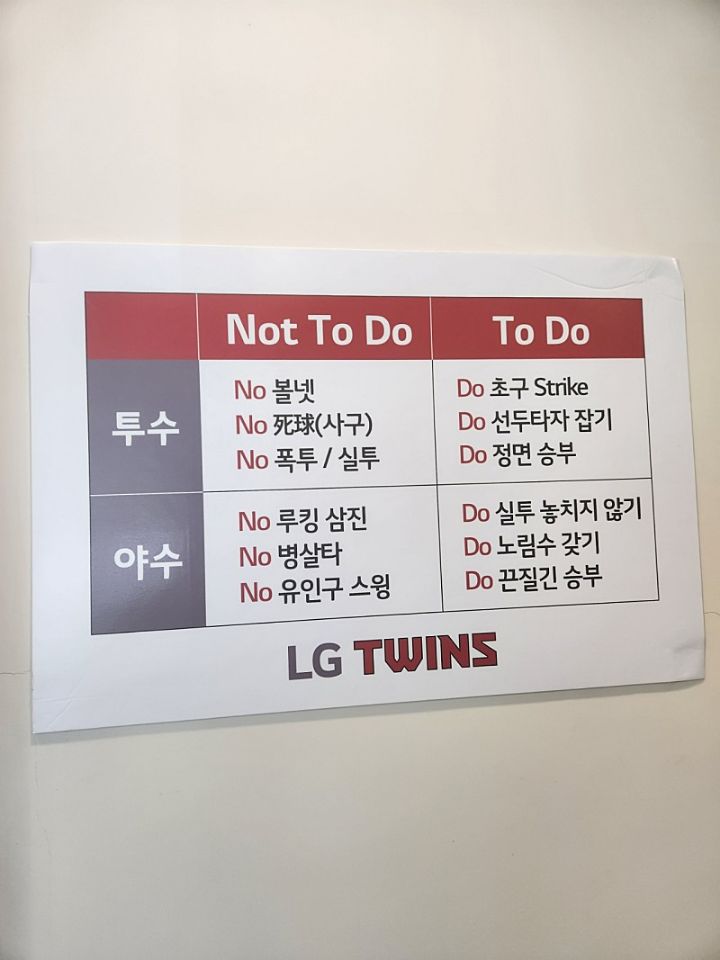 Not To Do
To Do
투수
No 볼넷
No 死球(사구)
No 폭투 / 실투
Do 초구 Strike
Do 선두타자 잡기
Do 정면 승부
야수
No 루킹 삼진
No 병살타
No 유인구 스윙
Do 실투 놓치지 않기
Do 노림수 갖기
Do 끈질긴 승부
LG TWINS